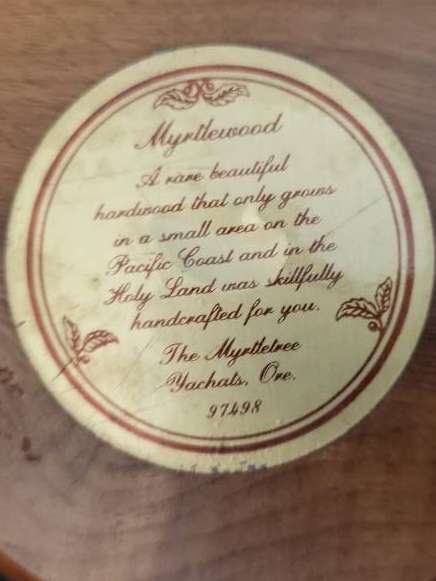 Myrtlewood
A rare beautiful
hardwood that only grows
in a small area on the
Pacific Coast and in the
Holy Land was skillfully
handcrafted for you.
The Myrtletree
Yachats, Ore.
97498